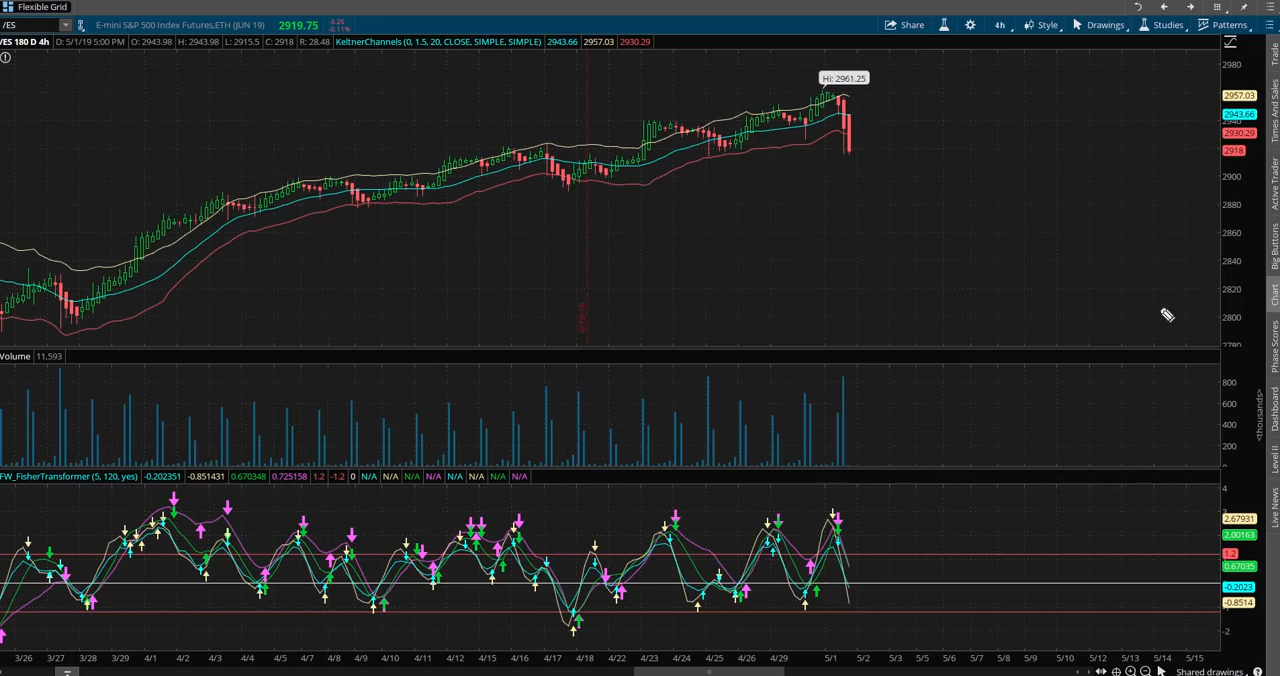 Flexible Grid
/ES E-mini S&P 500 Index Futures,ETH (JUN 19) 2919.75 -3.25 -0.11% Share 4h Style Drawings Studies Patterns
/ES 180 D 4h D: 5/1/19 5:00 PM O: 2943.98 H: 2943.98 L: 2915.5 C: 2918 R: 28.48 KeltnerChannels (0, 1.5, 20, CLOSE, SIMPLE, SIMPLE) 2943.66 2957.03 2930.29
2980
Hi: 2961.25
2957.03
2943.66
2940
2930.29
2918
2900
2880
2860
2840
2820
2800
2780
4/18/19
Volume 11,593
800
600
400
200
<thousands>
FW_FisherTransformer (5, 120, yes) -0.202351 -0.851431 0.670348 0.725158 1.2 -1.2 0 N/A N/A N/A N/A N/A N/A N/A N/A
4
2.67931
2.00163
1.2
0.67035
-0.2023
-0.8514
-2
3/26 3/27 3/28 3/29 4/1 4/2 4/3 4/4 4/5 4/7 4/8 4/9 4/10 4/11 4/12 4/15 4/16 4/17 4/18 4/22 4/23 4/24 4/25 4/26 4/29 5/1 5/2 5/3 5/5 5/6 5/7 5/8 5/9 5/10 5/12 5/13 5/14 5/15
Shared drawings
Trade
Times And Sales
Active Trader
Big Buttons
Chart
Phase Scores
Dashboard
Level II
Live News